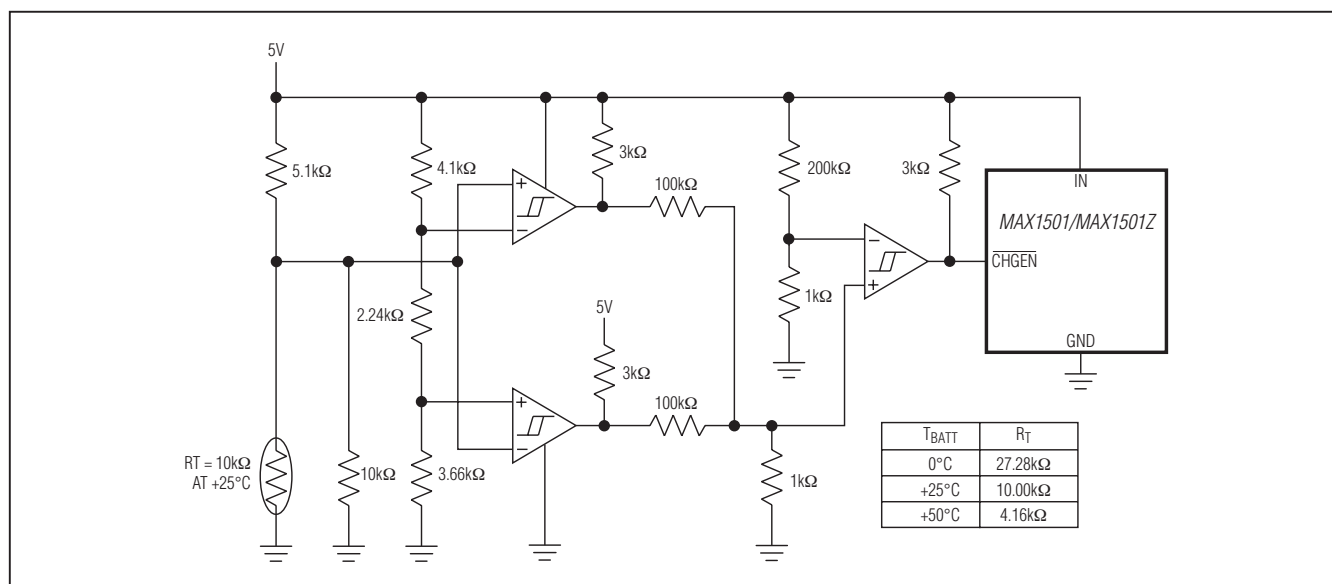 5V
5.1kΩ
4.1kΩ
3kΩ
100kΩ
200kΩ
3kΩ
IN
MAX1501/MAX1501Z
+
−
−
+
CHGEN
1kΩ
2.24kΩ
5V
GND
3kΩ
100kΩ
+
−
RT = 10kΩ
AT +25°C
10kΩ
3.66kΩ
1kΩ
TBATT RT
0°C 27.28kΩ
+25°C 10.00kΩ
+50°C 4.16kΩ